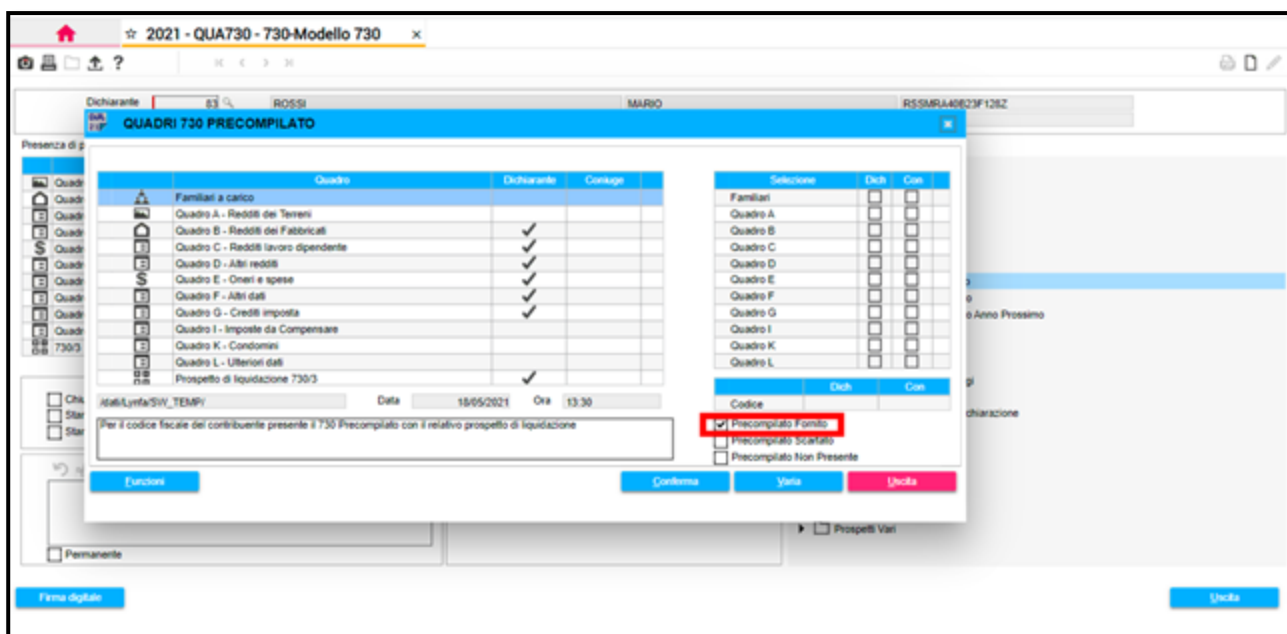 2021 - QUA730 - 730-Modello 730 ×
?
Dichiarante 83 ROSSI MARIO RSSMRA40B23F128Z
QUADRI 730 PRECOMPILATO
Presenza di p
Quadro Dichiarante Coniuge Selezione Dich Con
Familiari a carico Familiari
Quadro A - Redditi dei Terreni Quadro A
Quadro B - Redditi dei Fabbricati Quadro B
Quadro C - Redditi lavoro dipendente Quadro C
Quadro D - Altri redditi Quadro D
Quadro E - Oneri e spese Quadro E
Quadro F - Altri dati Quadro F
Quadro G - Crediti imposta Quadro G o Anno Prossimo
Quadro I - Imposte da Compensare Quadro I
Quadro K - Condomini Quadro K
730/3
Quadro L - Ulteriori dati Quadro L
Prospetto di liquidazione 730/3
Dich Con
/dati/Lynfa/SW_TEMP/ Data 18/05/2021 Ora 13:30 Codice
chiarazione
Per il codice fiscale del contribuente presente il 730 Precompilato con il relativo prospetto di liquidazione
Precompilato Fornito
Precompilato Scartato
Precompilato Non Presente
Funzioni Conferma Varia Uscita
Prospetti Vari
Permanente
Firma digitale Uscita